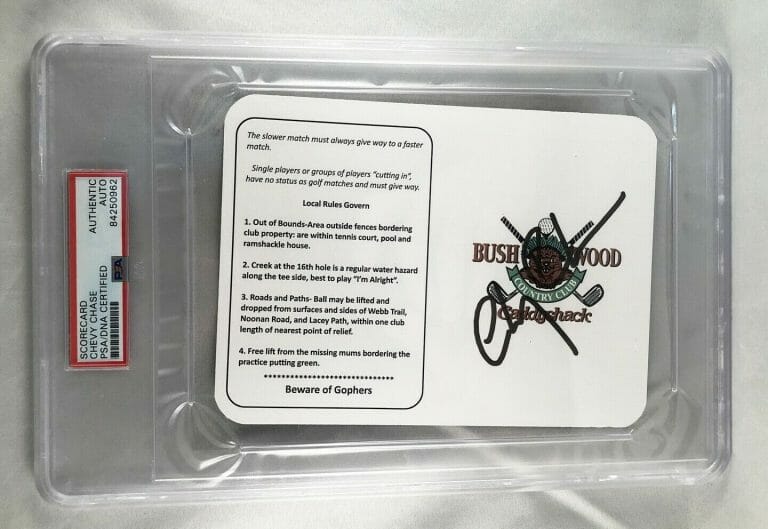 SCORECARD
CHEVY CHASE
PSA/DNA CERTIFIED
AUTHENTIC
AUTO
84250962
PSA
The slower match must always give way to a faster
match.
Single players or groups of players "cutting in",
have no status as golf matches and must give way.
Local Rules Govern
1. Out of Bounds-Area outside fences bordering
club property: are within tennis court, pool and
ramshackle house.
2. Creek at the 16th hole is a regular water hazard
along the tee side, best to play "I'm Alright".
3. Roads and Paths- Ball may be lifted and
dropped from surfaces and sides of Webb Trail,
Noonan Road, and Lacey Path, within one club
length of nearest point of relief.
4. Free lift from the missing mums bordering the
practice putting green.
******************************
Beware of Gophers
BUSH WOOD
COUNTRY CLUB
Caddyshack